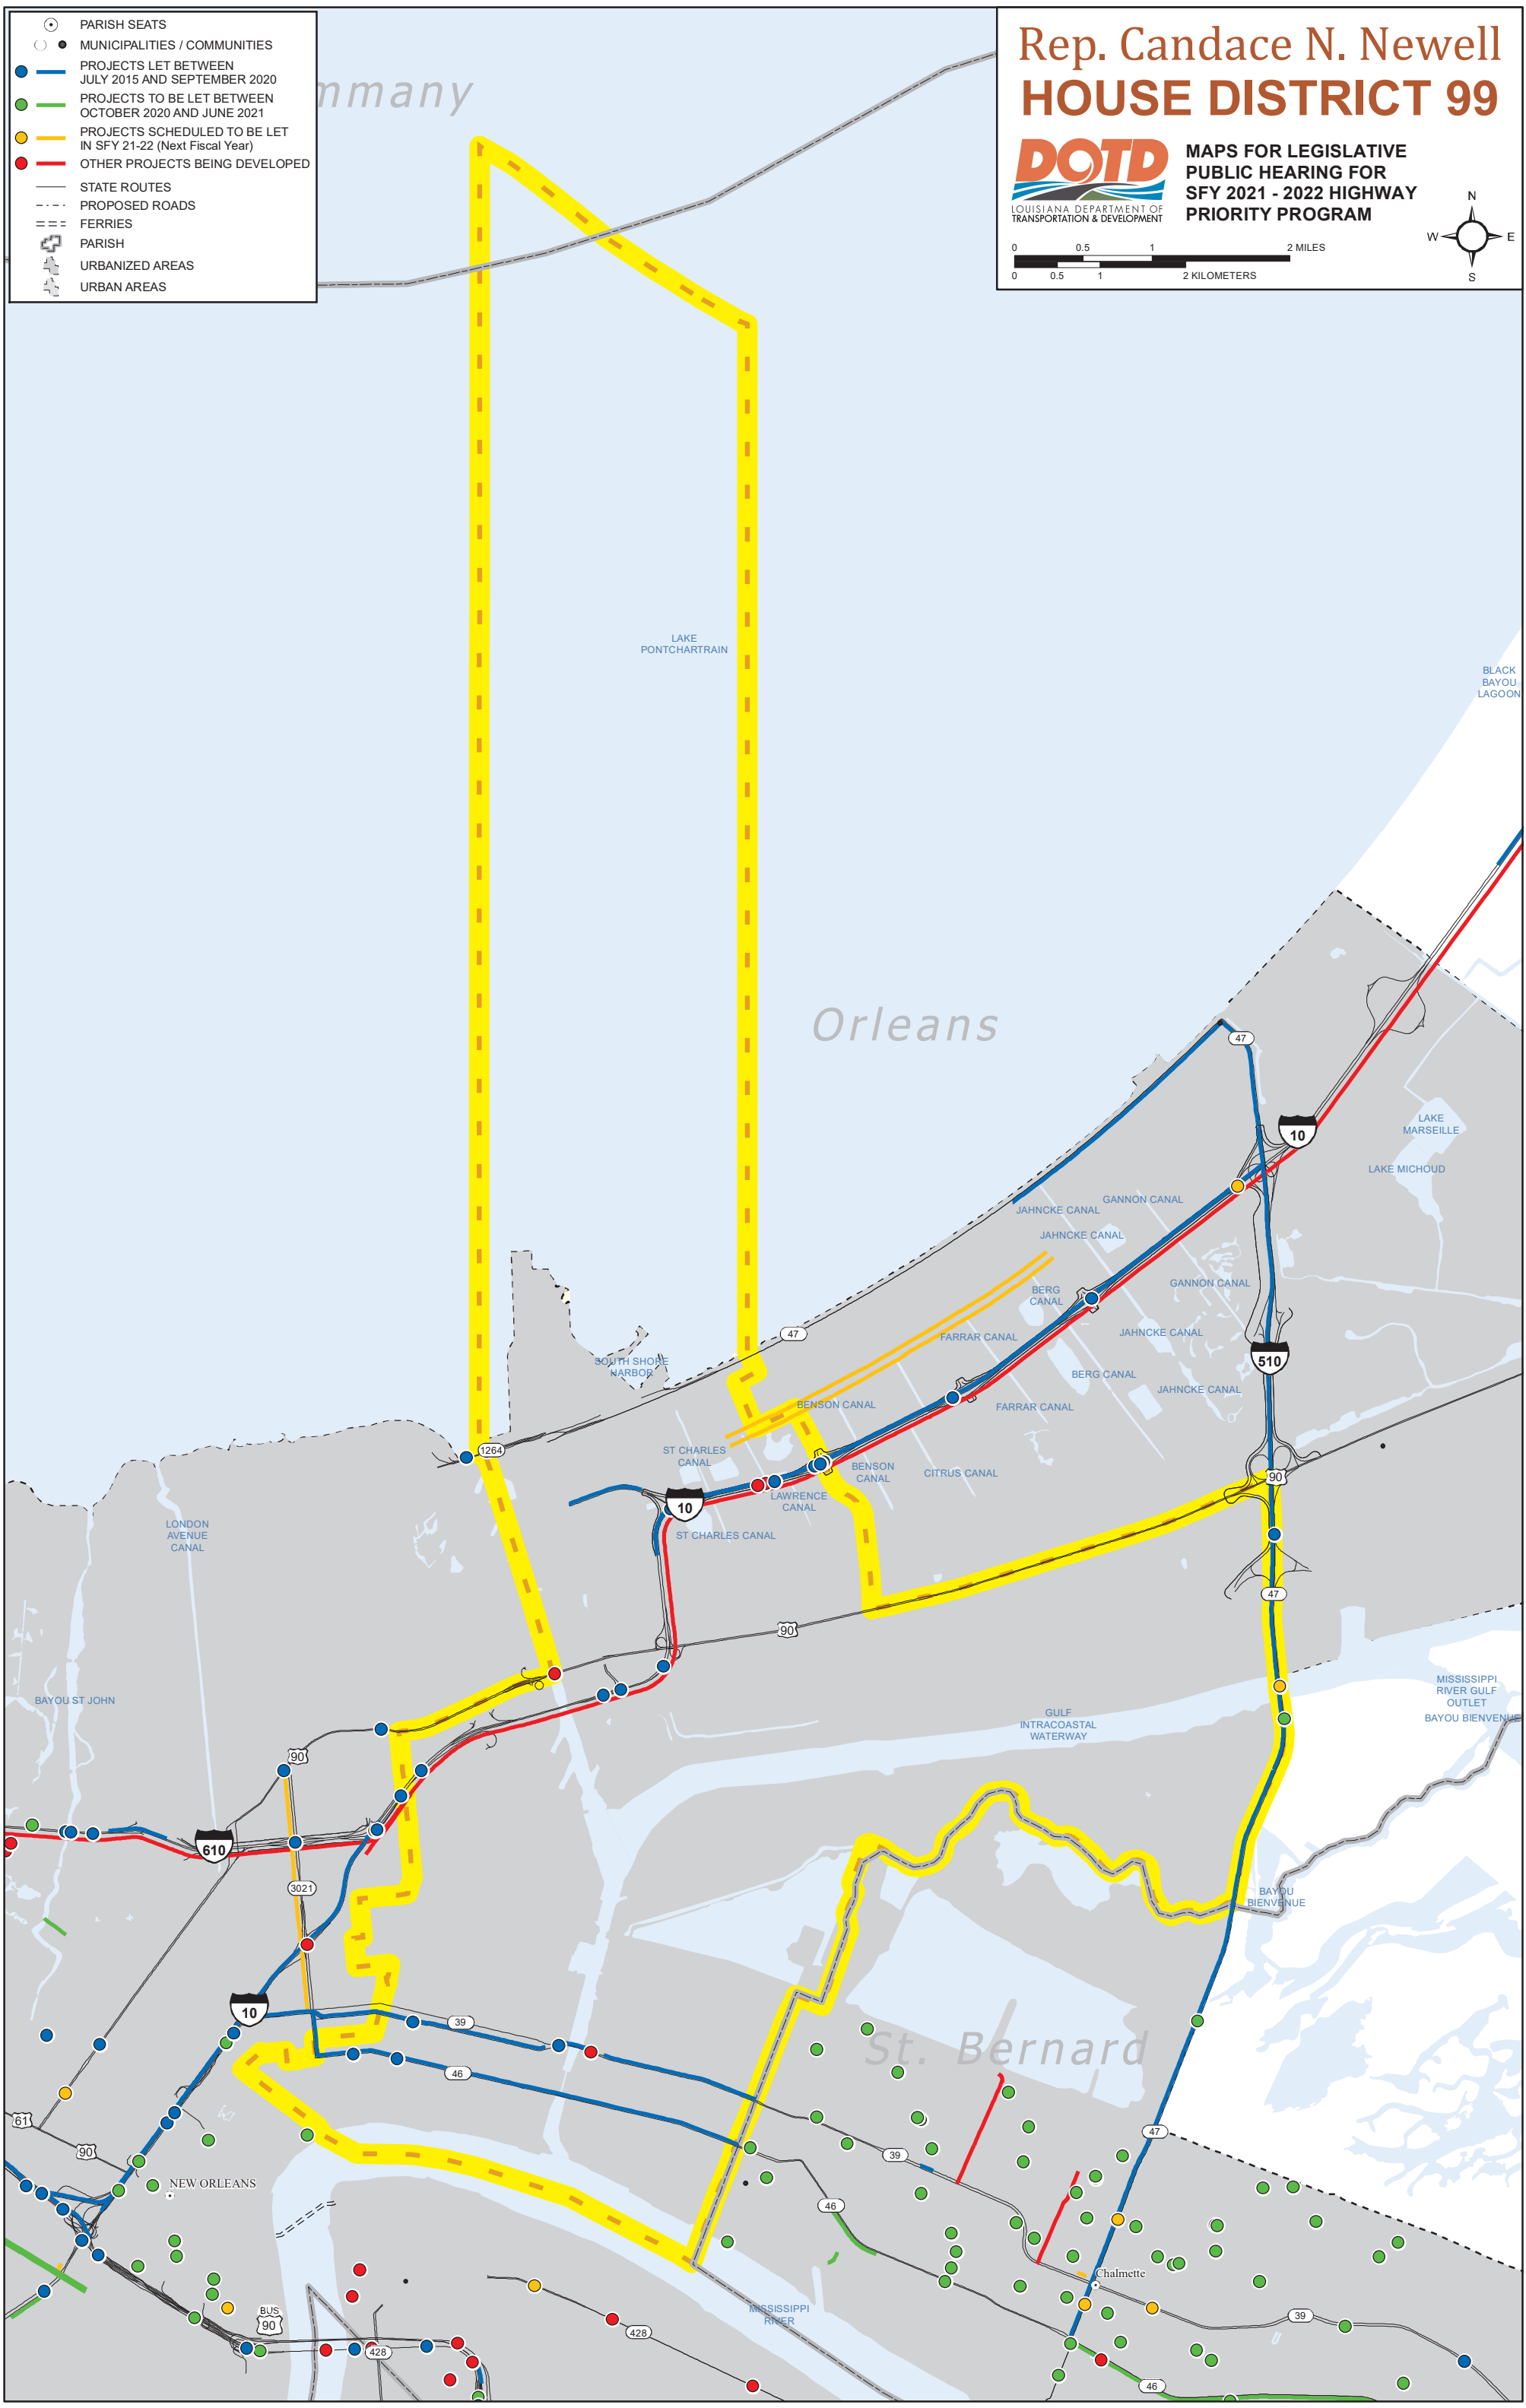 PARISH SEATS
MUNICIPALITIES / COMMUNITIES
PROJECTS LET BETWEEN
JULY 2015 AND SEPTEMBER 2020
PROJECTS TO BE LET BETWEEN
OCTOBER 2020 AND JUNE 2021
PROJECTS SCHEDULED TO BE LET
IN SFY 21-22 (Next Fiscal Year)
OTHER PROJECTS BEING DEVELOPED
STATE ROUTES
PROPOSED ROADS
FERRIES
PARISH
URBANIZED AREAS
URBAN AREAS
mmany
Rep. Candace N. Newell
HOUSE DISTRICT 99
DOTD
LOUISIANA DEPARTMENT OF
TRANSPORTATION & DEVELOPMENT
MAPS FOR LEGISLATIVE
PUBLIC HEARING FOR
SFY 2021 - 2022 HIGHWAY
PRIORITY PROGRAM
N
W E
S
0 0.5 1 2 MILES
0 0.5 1 2 KILOMETERS
LAKE
PONTCHARTRAIN
BLACK
BAYOU
LAGOON
Orleans
47
10
LAKE
MARSEILLE
LAKE MICHOUD
GANNON CANAL
JAHNCKE CANAL
JAHNCKE CANAL
GANNON CANAL
BERG
CANAL
47
FARRAR CANAL
JAHNCKE CANAL
510
SOUTH SHORE
HARBOR
BERG CANAL
JAHNCKE CANAL
BENSON CANAL
FARRAR CANAL
1264
ST CHARLES
CANAL
BENSON
CANAL
CITRUS CANAL
90
LAWRENCE
CANAL
10
ST CHARLES CANAL
LONDON
AVENUE
CANAL
47
90
BAYOU ST JOHN
MISSISSIPPI
RIVER GULF
OUTLET
BAYOU BIENVENUE
GULF
INTRACOASTAL
WATERWAY
90
610
3021
BAYOU
BIENVENUE
10
39
St. Bernard
46
61
90
47
39
NEW ORLEANS
46
Chalmette
MISSISSIPPI
RIVER
BUS
90
428
39
428
46